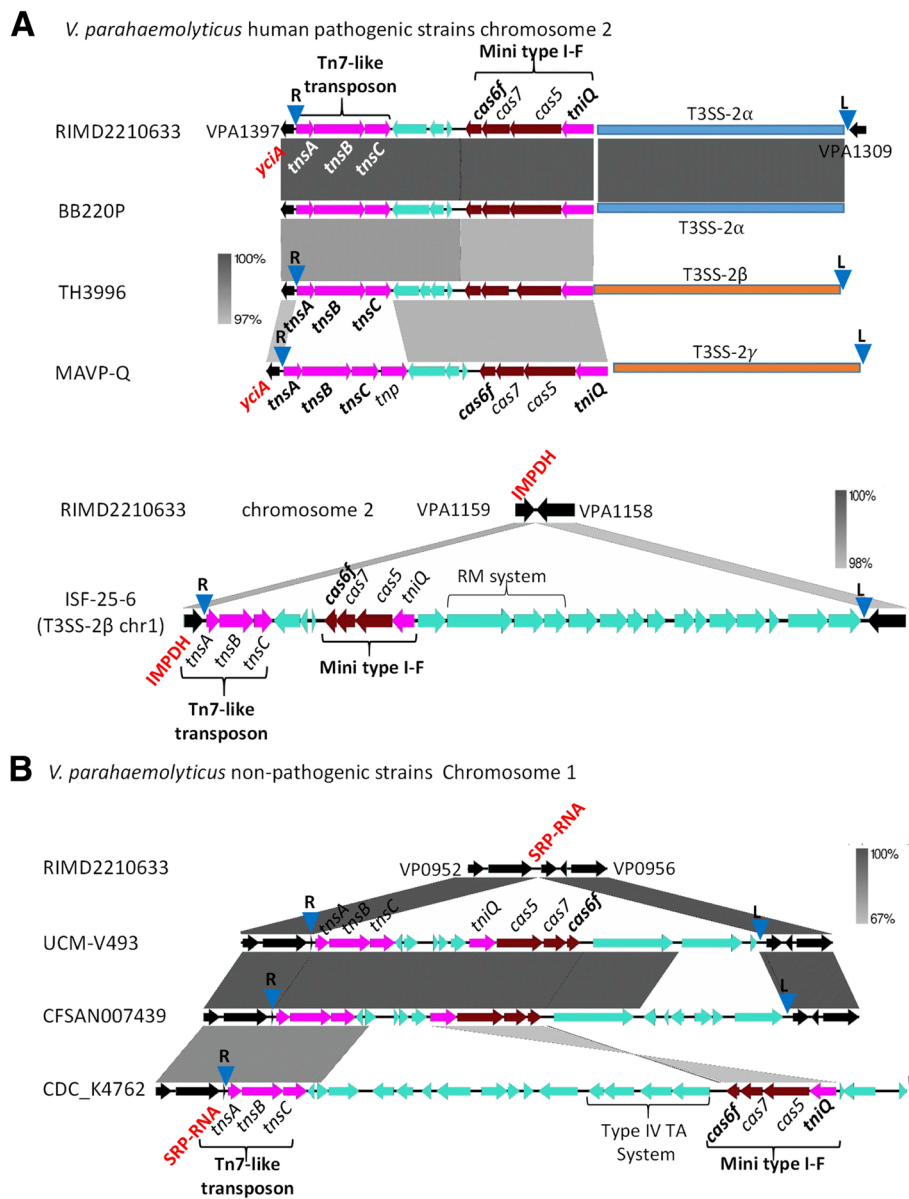 A
V. parahaemolyticus human pathogenic strains chromosome 2
Mini type I-F
Tn7-like
transposon
R
cas6f
cas7
cas5
tniQ
T3SS-2α
L
RIMD2210633
VPA1397
VPA1309
yciA
tnsA
tnsB
tnsC
BB220P
T3SS-2α
100%
97%
R
T3SS-2β
L
TH3996
tnsA
tnsB
tnsC
R
T3SS-2γ
L
MAVP-Q
yciA
tnsA
tnsB
tnsC
tnp
cas6f
cas7
cas5
tniQ
IMPDH
RIMD2210633
chromosome 2
VPA1159
VPA1158
100%
98%
R
cas6f
cas7
cas5
tniQ
RM system
L
ISF-25-6
(T3SS-2β chr1)
IMPDH
tnsA
tnsB
tnsC
Mini type I-F
Tn7-like
transposon
B
V. parahaemolyticus non-pathogenic strains Chromosome 1
SRP-RNA
RIMD2210633
VP0952
VP0956
100%
67%
R
tnsA
tnsB
tnsC
tniQ
cas5
cas7
cas6f
L
UCM-V493
R
L
CFSAN007439
R
CDC_K4762
SRP-RNA
tnsA
tnsB
tnsC
Type IV TA
System
cas6f
cas7
cas5
tniQ
Tn7-like
transposon
Mini type I-F